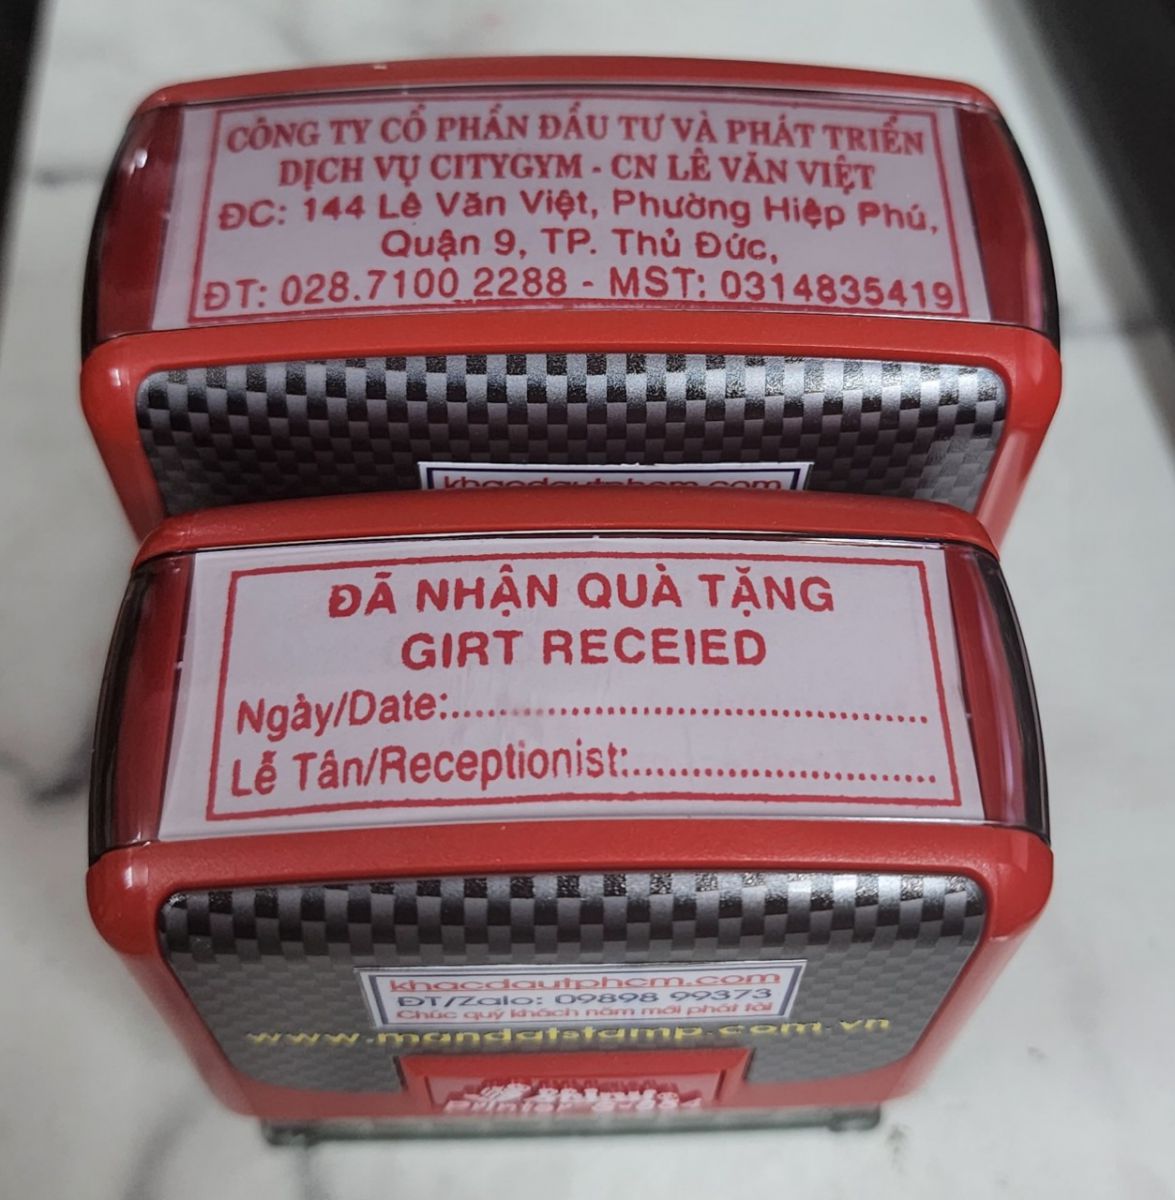 CÔNG TY CỔ PHẦN ĐẦU TƯ VÀ PHÁT TRIỂN
DỊCH VỤ CITYGYM - CN LÊ VĂN VIỆT
ĐC: 144 Lê Văn Việt, Phường Hiệp Phú,
Quận 9, TP. Thủ Đức,
ĐT: 028.7100 2288 - MST: 0314835419
khacdautphcm.com
ĐÃ NHẬN QUÀ TẶNG
GIRT RECEIED
Ngày/Date:........................................
Lễ Tân/Receptionist:..........................
khacdautphcm.com
ĐT/Zalo: 09898 99373
Chúc quý khách năm mới phát tài
www.mandatstamp.com.vn
Printer